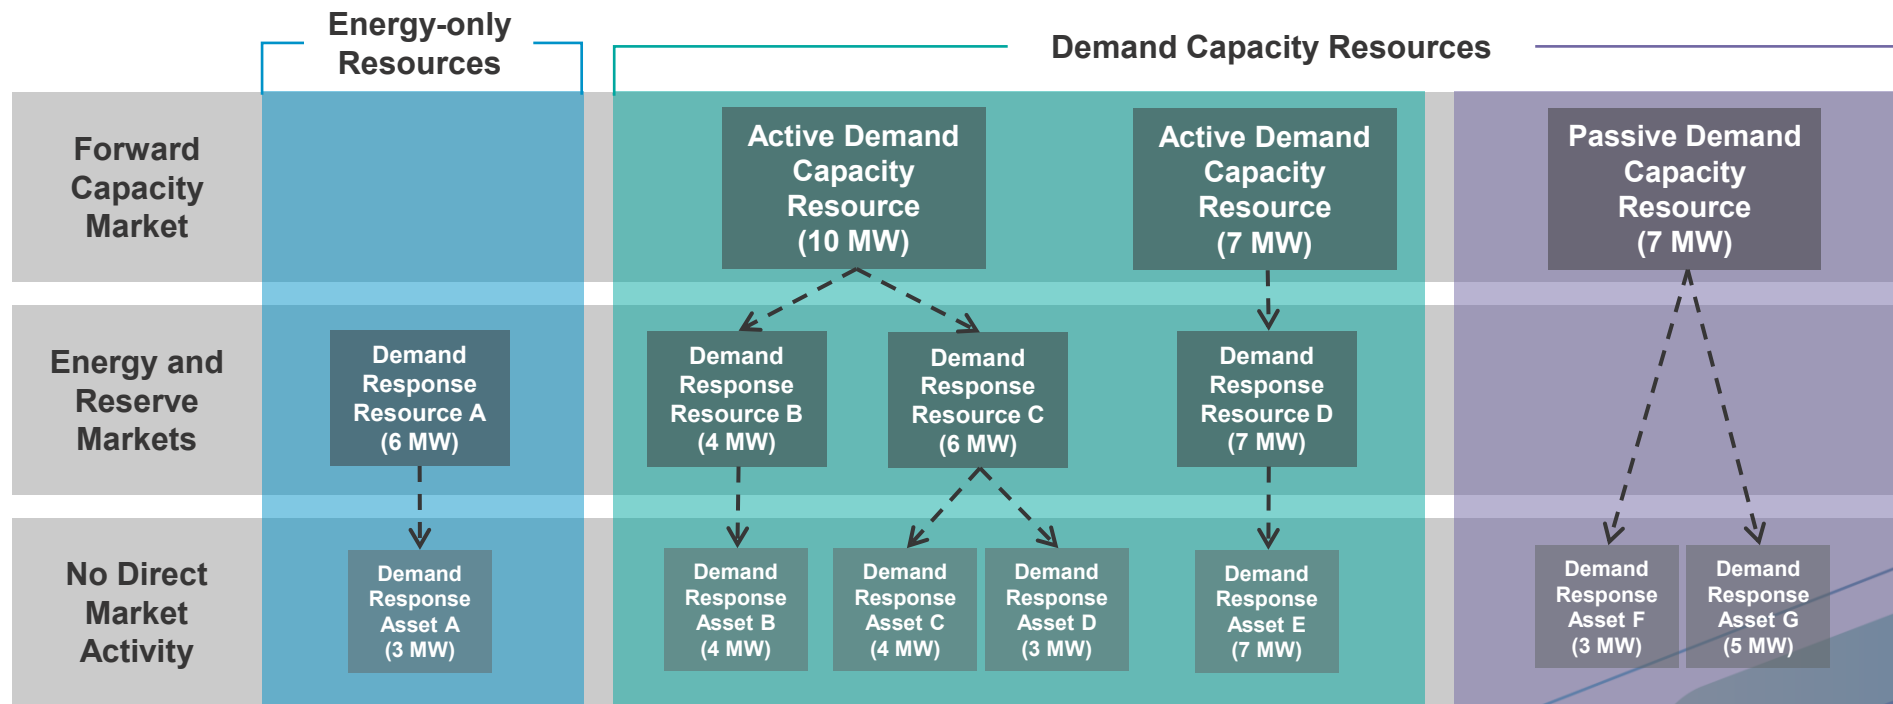 Energy-only
Resources
Demand Capacity Resources
Forward
Capacity
Market
Active Demand
Capacity
Resource
(10 MW)
Active Demand
Capacity
Resource
(7 MW)
Passive Demand
Capacity
Resource
(7 MW)
Energy and
Reserve
Markets
Demand
Response
Resource A
(6 MW)
Demand
Response
Resource B
(4 MW)
Demand
Response
Resource C
(6 MW)
Demand
Response
Resource D
(7 MW)
No Direct
Market
Activity
Demand
Response
Asset A
(3 MW)
Demand
Response
Asset B
(4 MW)
Demand
Response
Asset C
(4 MW)
Demand
Response
Asset D
(3 MW)
Demand
Response
Asset E
(7 MW)
Demand
Response
Asset F
(3 MW)
Demand
Response
Asset G
(5 MW)